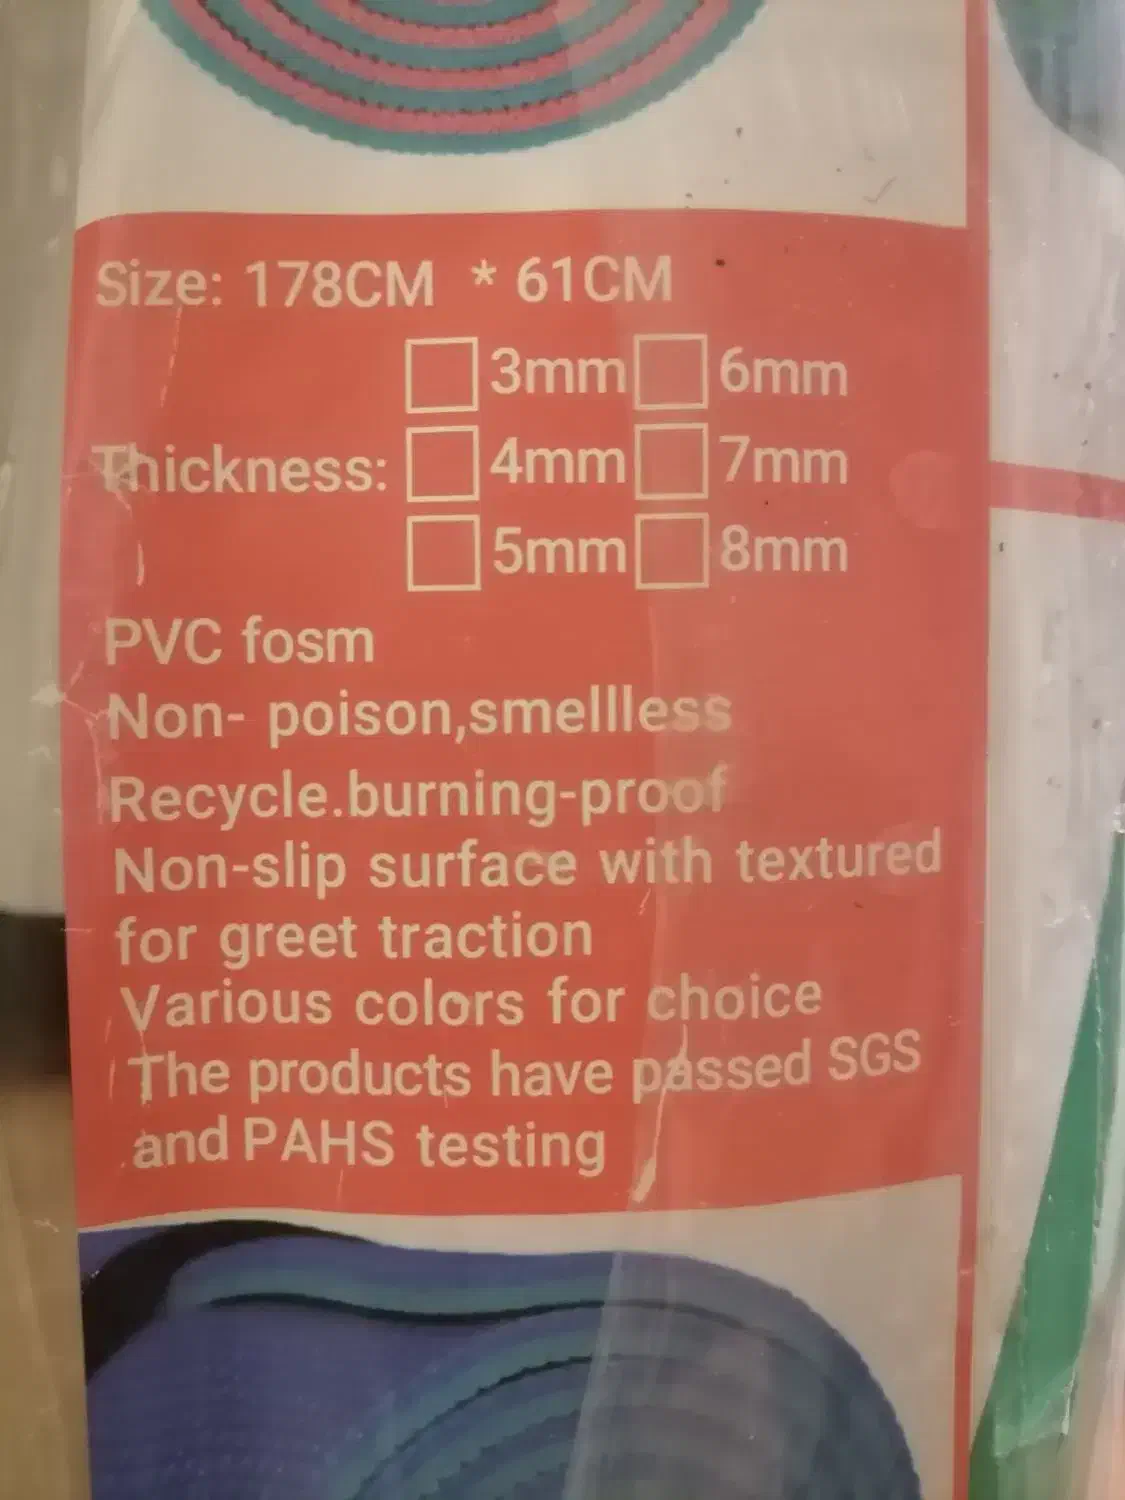 Size: 178CM * 61CM
3mm 6mm
Thickness: 4mm 7mm
5mm 8mm
PVC fosm
Non- poison,smellless
Recycle.burning-proof
Non-slip surface with textured
for greet traction
Various colors for choice
The products have passed SGS
and PAHS testing